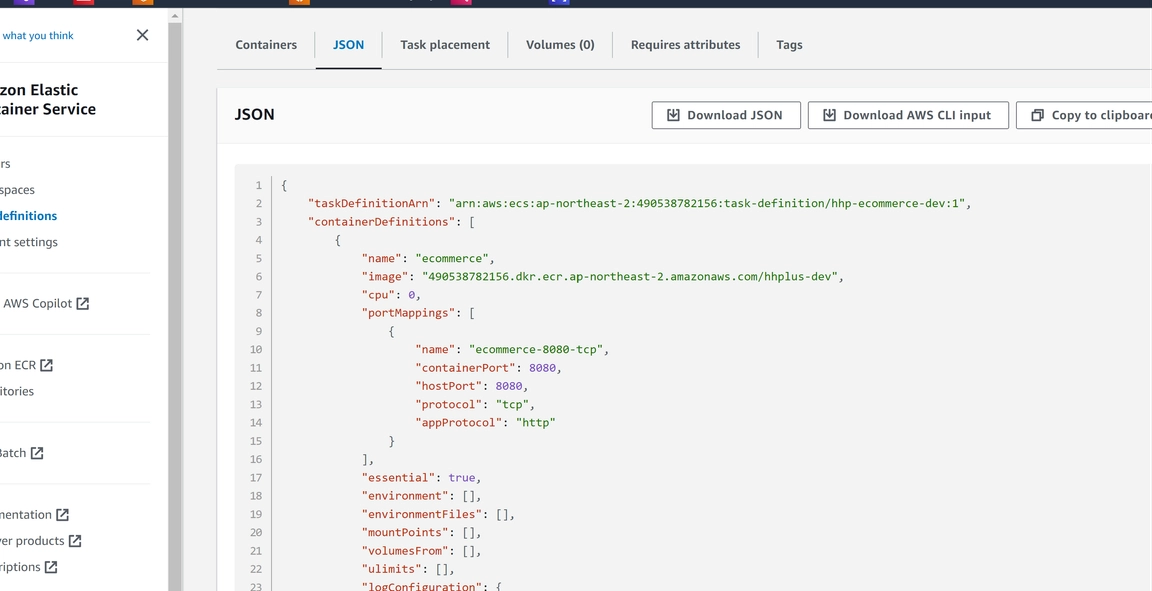 what you think
zon Elastic
tainer Service
rs
spaces
definitions
nt settings
AWS Copilot
on ECR
itories
Batch
mentation
ver products
riptions
Containers
JSON
Task placement
Volumes (0)
Requires attributes
Tags
JSON
Download JSON
Download AWS CLI input
Copy to clipboar
1 {
2 "taskDefinitionArn": "arn:aws:ecs:ap-northeast-2:490538782156:task-definition/hhp-ecommerce-dev:1",
3 "containerDefinitions": [
4 {
5 "name": "ecommerce",
6 "image": "490538782156.dkr.ecr.ap-northeast-2.amazonaws.com/hhplus-dev",
7 "cpu": 0,
8 "portMappings": [
9 {
10 "name": "ecommerce-8080-tcp",
11 "containerPort": 8080,
12 "hostPort": 8080,
13 "protocol": "tcp",
14 "appProtocol": "http"
15 }
16 ],
17 "essential": true,
18 "environment": [],
19 "environmentFiles": [],
20 "mountPoints": [],
21 "volumesFrom": [],
22 "ulimits": [],
23 "logConfiguration": {